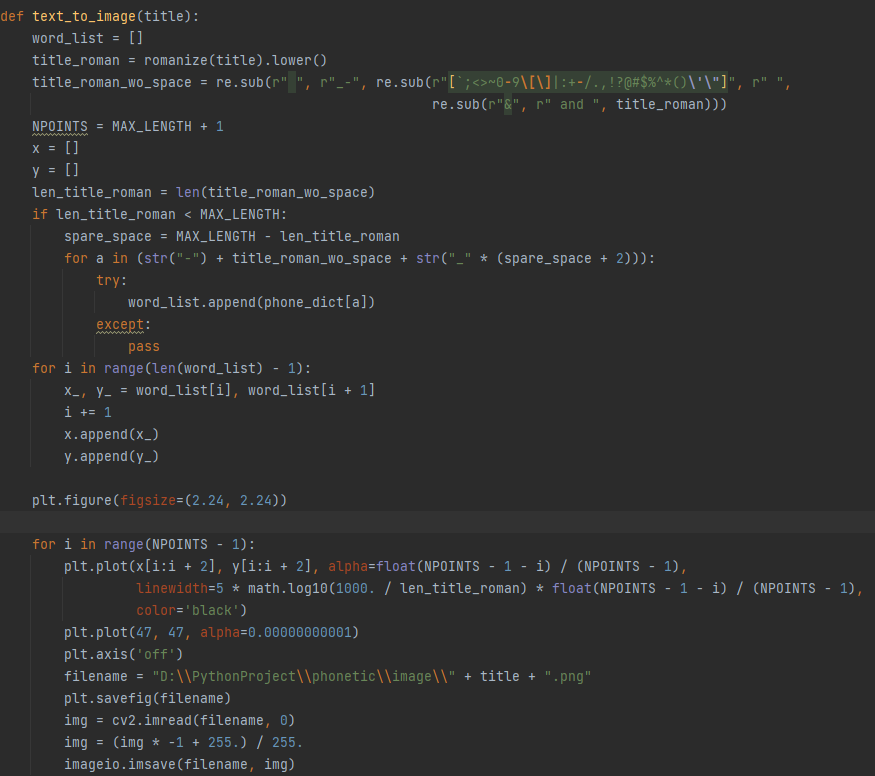 def text_to_image(title):
    word_list = []
    title_roman = romanize(title).lower()
    title_roman_wo_space = re.sub(r" ", r"_-", re.sub(r"[`;<>~0-9\[\]|:+-/.,!?@#$%^*()\'\"]", r" ",
                                                  re.sub(r"&", r" and ", title_roman)))
    NPOINTS = MAX_LENGTH + 1
    x = []
    y = []
    len_title_roman = len(title_roman_wo_space)
    if len_title_roman < MAX_LENGTH:
        spare_space = MAX_LENGTH - len_title_roman
        for a in (str("-") + title_roman_wo_space + str("_" * (spare_space + 2))):
            try:
                word_list.append(phone_dict[a])
            except:
                pass
    for i in range(len(word_list) - 1):
        x_, y_ = word_list[i], word_list[i + 1]
        i += 1
        x.append(x_)
        y.append(y_)

    plt.figure(figsize=(2.24, 2.24))

    for i in range(NPOINTS - 1):
        plt.plot(x[i:i + 2], y[i:i + 2], alpha=float(NPOINTS - 1 - i) / (NPOINTS - 1),
                 linewidth=5 * math.log10(1000. / len_title_roman) * float(NPOINTS - 1 - i) / (NPOINTS - 1),
                 color='black')
        plt.plot(47, 47, alpha=0.00000000001)
        plt.axis('off')
        filename = "D:\\PythonProject\\phonetic\\image\\" + title + ".png"
        plt.savefig(filename)
        img = cv2.imread(filename, 0)
        img = (img * -1 + 255.) / 255.
        imageio.imsave(filename, img)